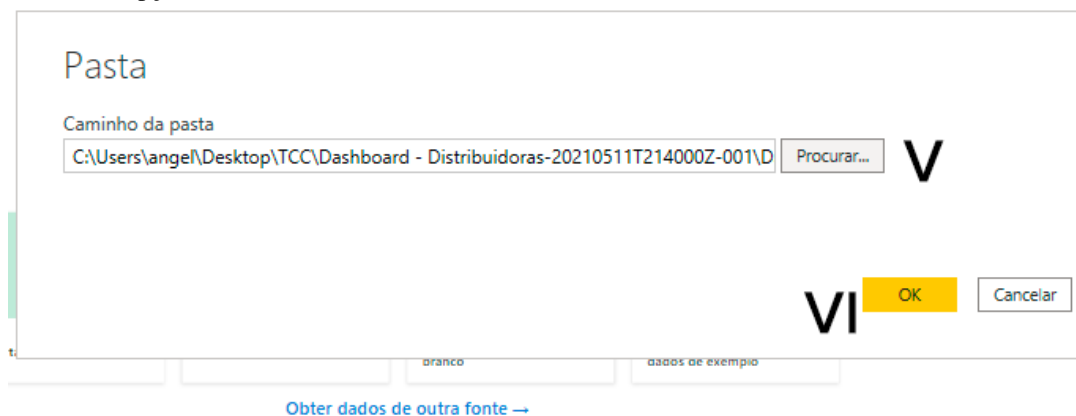 Pasta
Caminho da pasta
C:\Users\angel\Desktop\TCC\Dashboard - Distribuidoras-20210511T214000Z-001\D
Procurar...
V
VI
OK
Cancelar
branco
dados de exemplo
Obter dados de outra fonte →